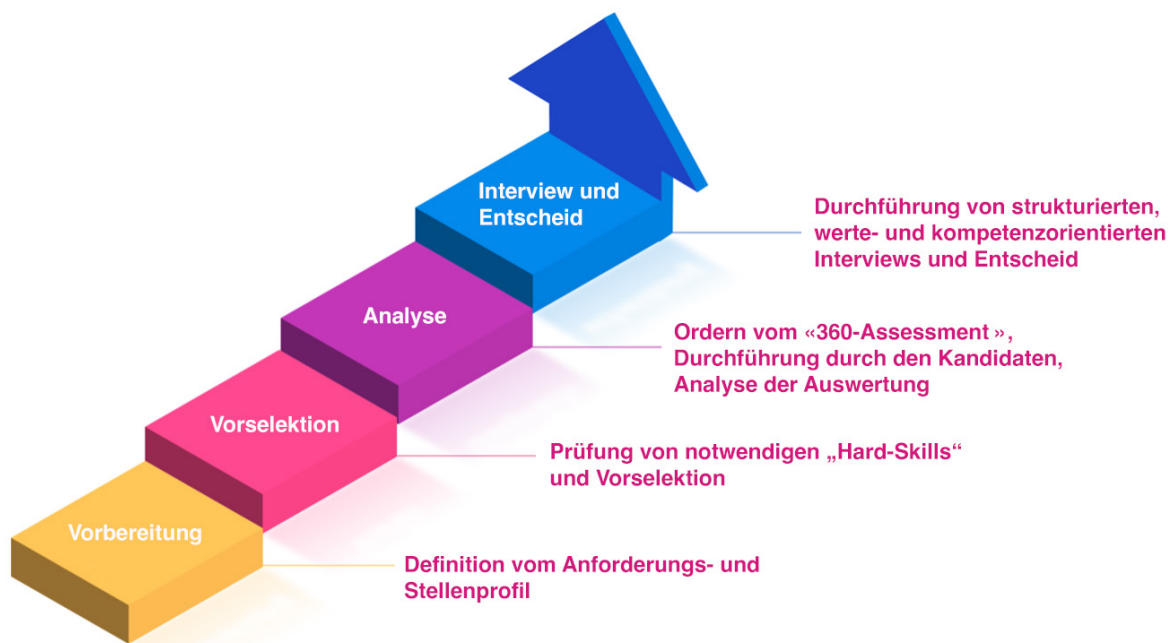 Interview und
Entscheid
Durchführung von strukturierten,
werte- und kompetenzorientierten
Interviews und Entscheid
Analyse
Ordern vom «360-Assessment »,
Durchführung durch den Kandidaten,
Analyse der Auswertung
Vorselektion
Prüfung von notwendigen „Hard-Skills“
und Vorselektion
Vorbereitung
Definition vom Anforderungs- und
Stellenprofil